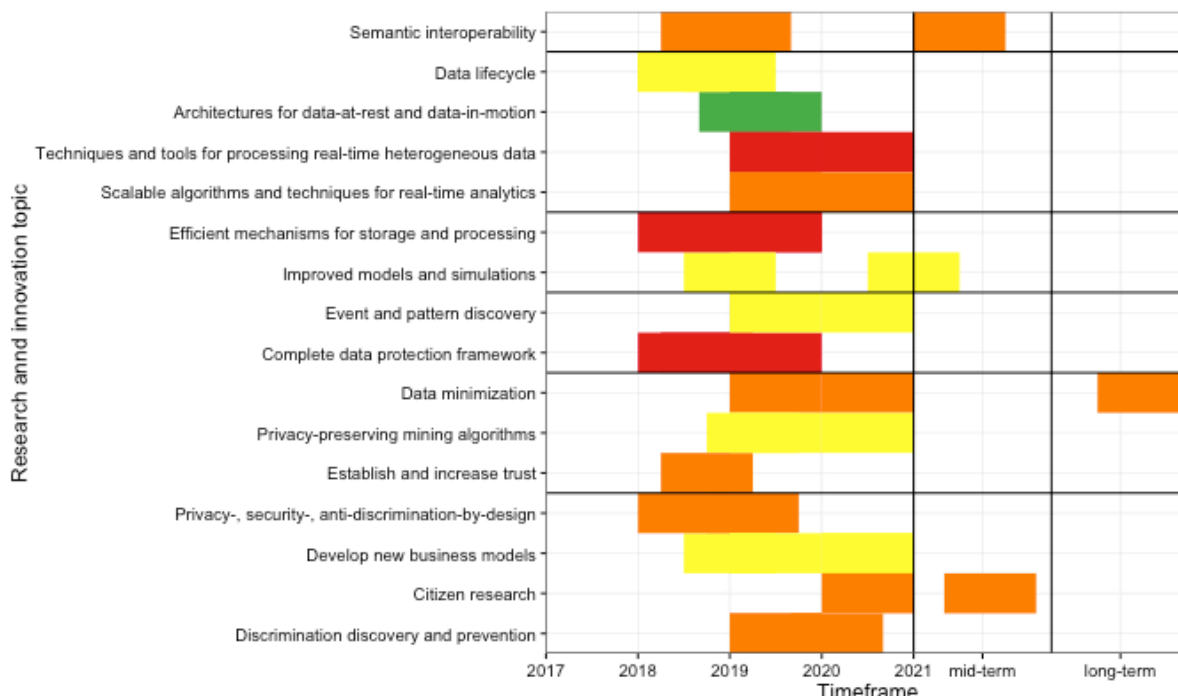 Semantic interoperability
Data lifecycle
Architectures for data-at-rest and data-in-motion
Techniques and tools for processing real-time heterogeneous data
Scalable algorithms and techniques for real-time analytics
Efficient mechanisms for storage and processing
Improved models and simulations
Event and pattern discovery
Complete data protection framework
Data minimization
Privacy-preserving mining algorithms
Establish and increase trust
Privacy-, security-, anti-discrimination-by-design
Develop new business models
Citizen research
Discrimination discovery and prevention
Research annd innovation topic
2017 2018 2019 2020 2021 mid-term long-term
Timeframe